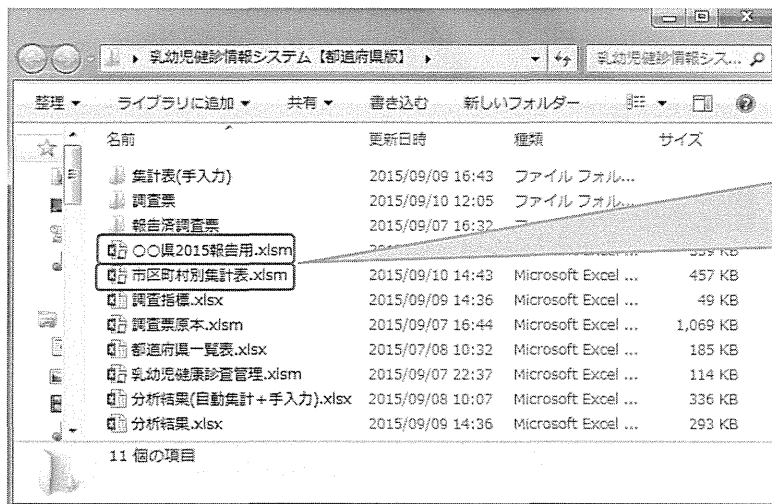 乳幼児健診情報システム【都道府県版】
乳幼児健診情報シス...
整理 ライブラリに追加 共有 書き込む 新しいフォルダー
名前 更新日時 種類 サイズ
集計表(手入力) 2015/09/09 16:43 ファイル フォル...
調査票 2015/09/10 12:05 ファイル フォル...
報告済調査票 2015/09/07 16:32
〇〇県2015報告用.xlsm
市区町村別集計表.xlsm 2015/09/10 14:43 Microsoft Excel ... 457 KB
調査指標.xlsx 2015/09/09 14:36 Microsoft Excel ... 49 KB
調査票原本.xlsm 2015/09/07 16:44 Microsoft Excel ... 1,069 KB
都道府県一覧表.xlsx 2015/07/08 10:32 Microsoft Excel ... 185 KB
乳幼児健康診査管理.xlsm 2015/09/07 22:37 Microsoft Excel ... 114 KB
分析結果(自動集計+手入力).xlsx 2015/09/08 10:07 Microsoft Excel ... 336 KB
分析結果.xlsx 2015/09/09 14:36 Microsoft Excel ... 293 KB
11 個の項目